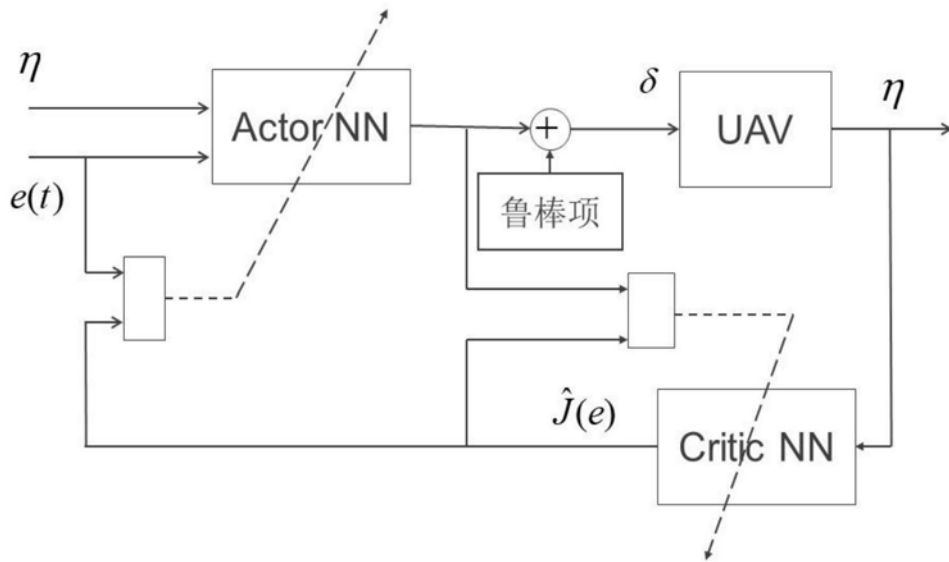 η
e(t)
Actor NN
+
鲁棒项
δ
UAV
η
Ĵ(e)
Critic NN